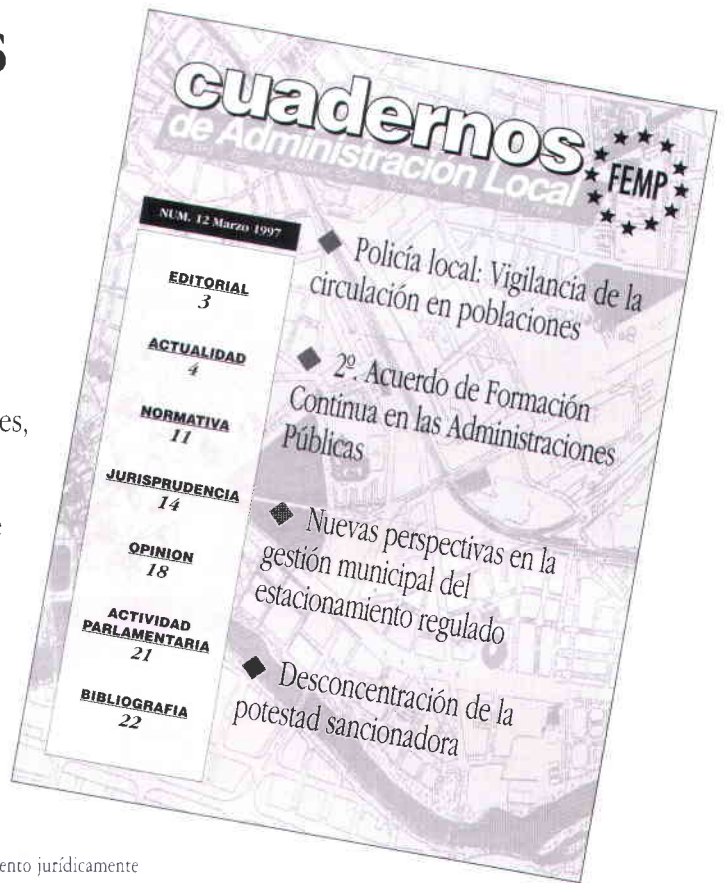 s
cuadernos
de Administración Local
FEMP
NUM. 12 Marzo 1997
EDITORIAL
3
ACTUALIDAD
4
NORMATIVA
11
JURISPRUDENCIA
14
OPINION
18
ACTIVIDAD
PARLAMENTARIA
21
BIBLIOGRAFIA
22
◆ Policía local: Vigilancia de la
circulación en poblaciones
◆ 2º. Acuerdo de Formación
Continua en las Administraciones
Públicas
◆ Nuevas perspectivas en la
gestión municipal del
estacionamiento regulado
◆ Desconcentración de la
potestad sancionadora
es,
e
ento jurídicamente